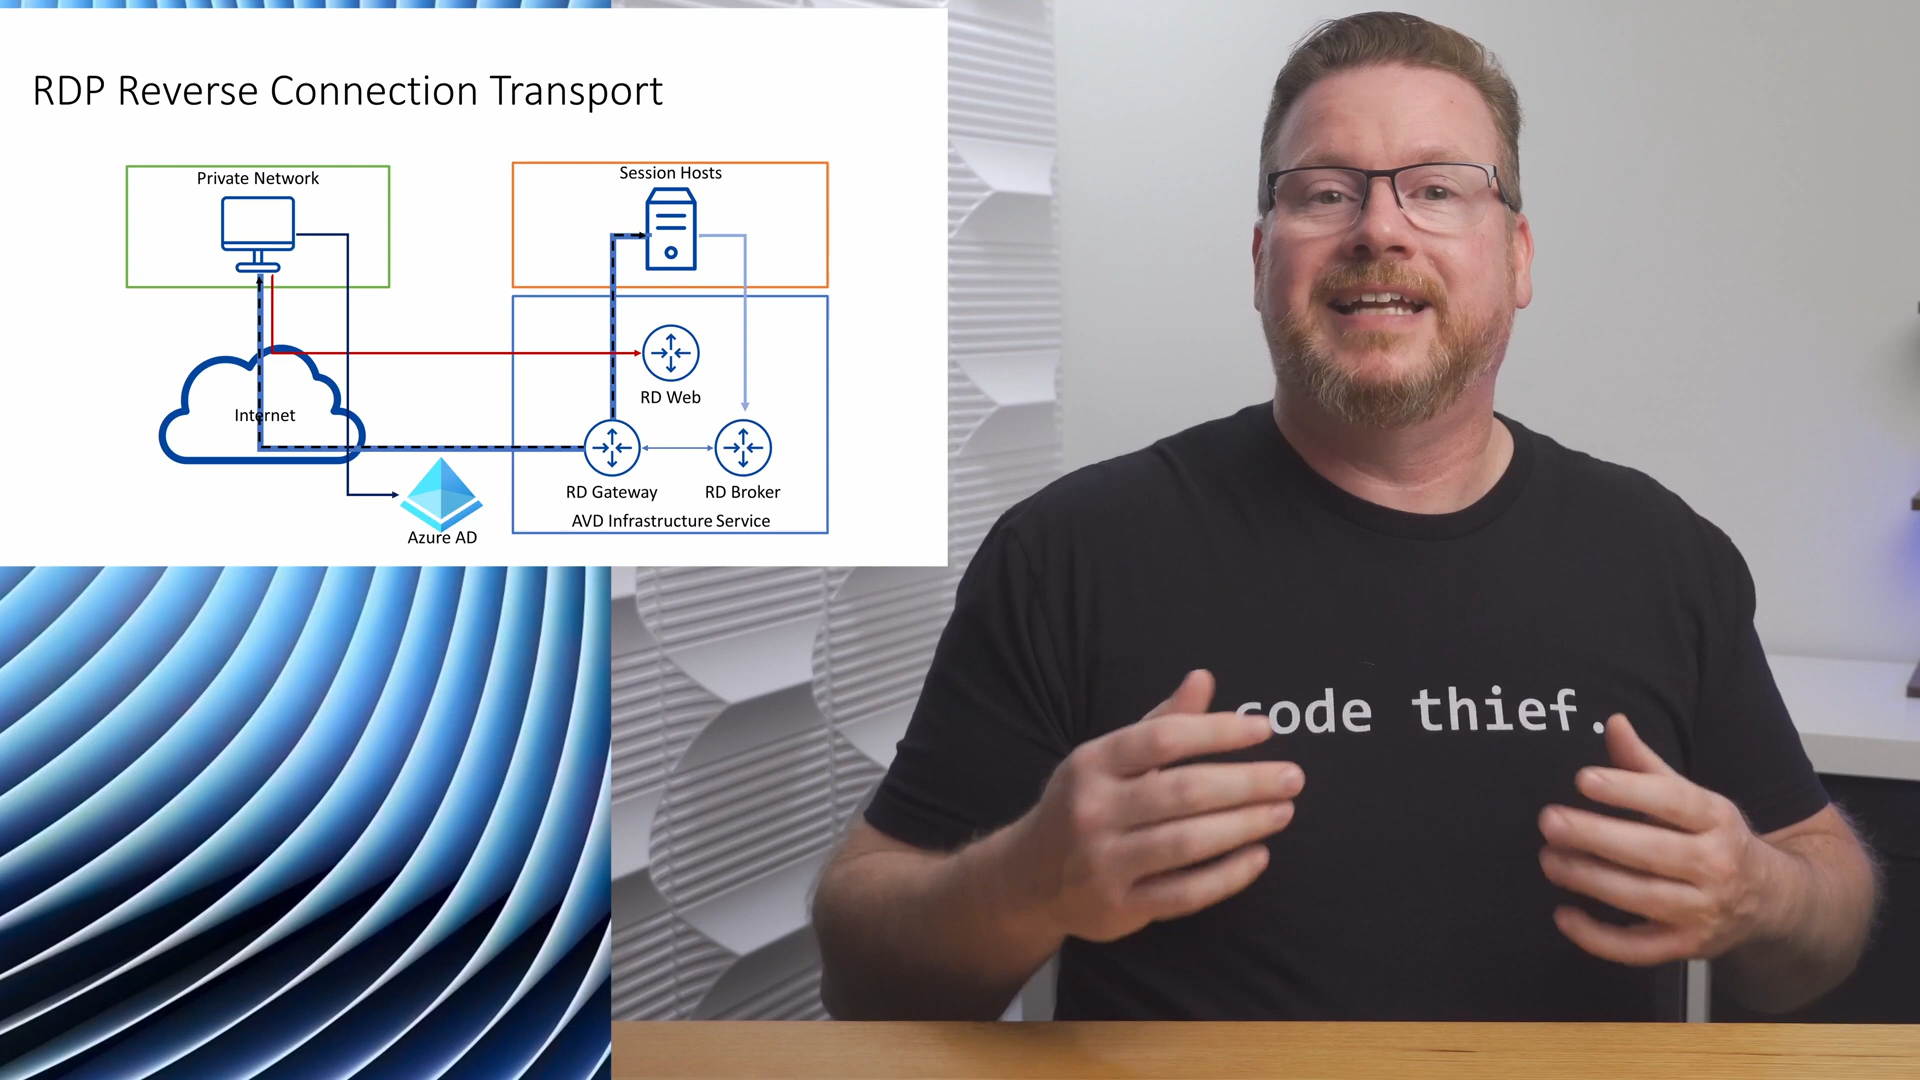 RDP Reverse Connection Transport
Private Network
Session Hosts
RD Web
Internet
RD Gateway
RD Broker
AVD Infrastructure Service
Azure AD
code thief.